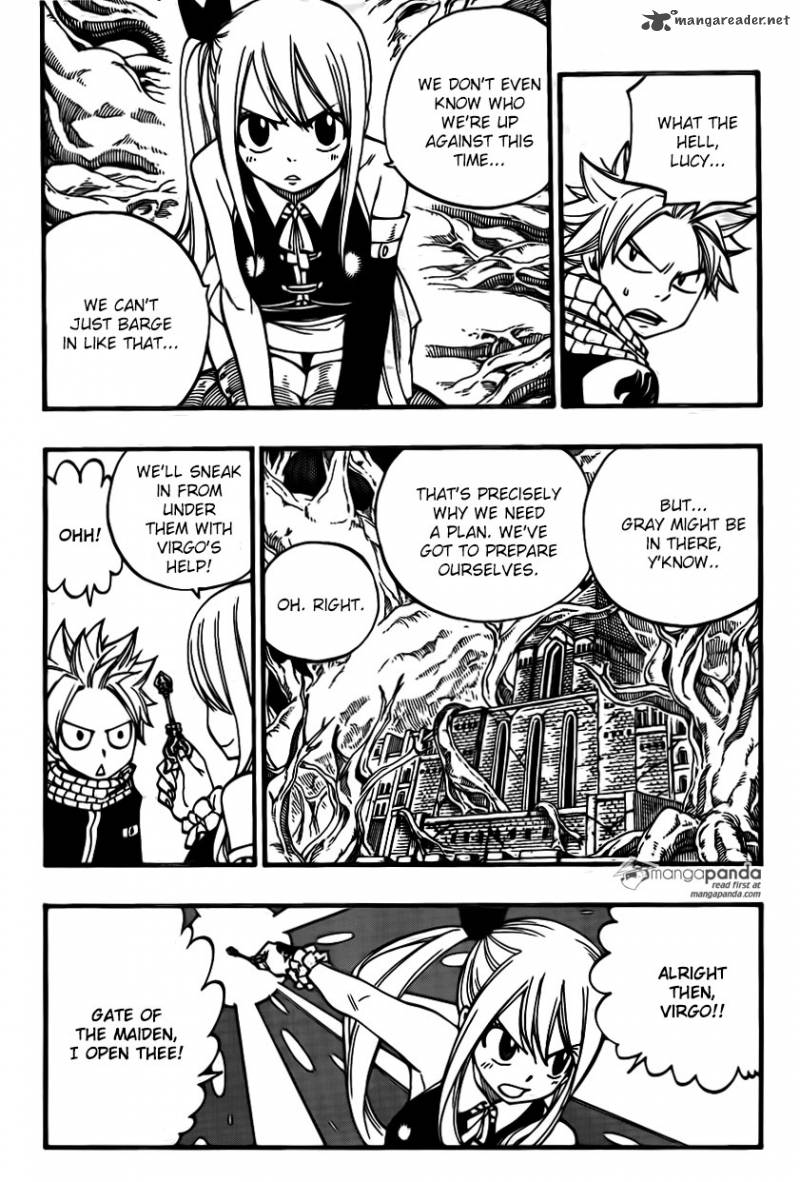 mangareader.net
WHAT THE
HELL,
LUCY...
WE DON'T EVEN
KNOW WHO
WE'RE UP
AGAINST THIS
TIME...
WE CAN'T
JUST BARGE
IN LIKE THAT...
BUT...
GRAY MIGHT BE
IN THERE,
Y'KNOW..
THAT'S PRECISELY
WHY WE NEED
A PLAN. WE'VE
GOT TO PREPARE
OURSELVES.
OH. RIGHT.
WE'LL SNEAK
IN FROM
UNDER
THEM WITH
VIRGO'S
HELP!
OHH!
mangapanda
read first at
mangapanda.com
ALRIGHT
THEN,
VIRGO!!
GATE OF
THE MAIDEN,
I OPEN THEE!